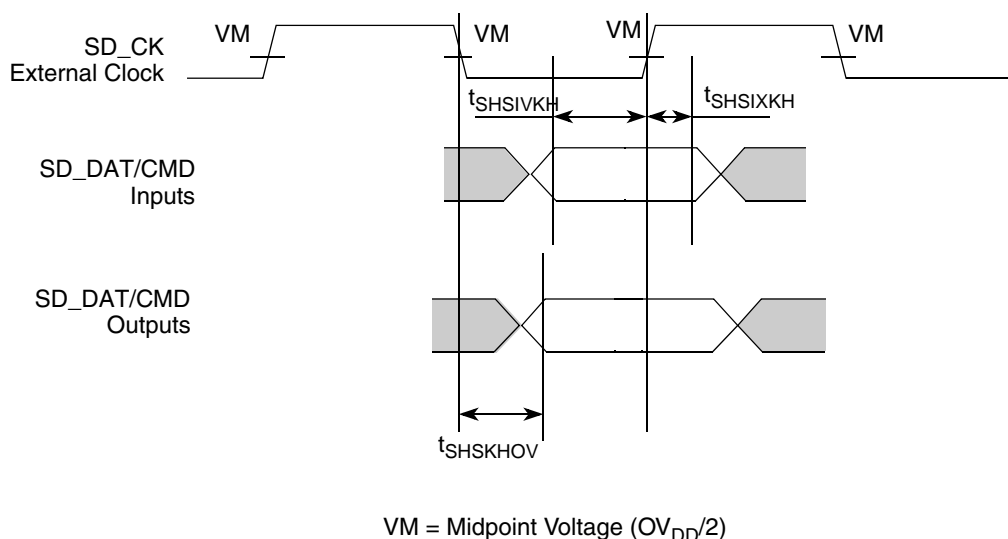 VM
VM
VM
VM
SD_CK
External Clock
tSHSIVKH
tSHSIXKH
SD_DAT/CMD
Inputs
SD_DAT/CMD
Outputs
tSHSKHOV
VM = Midpoint Voltage (OVDD/2)